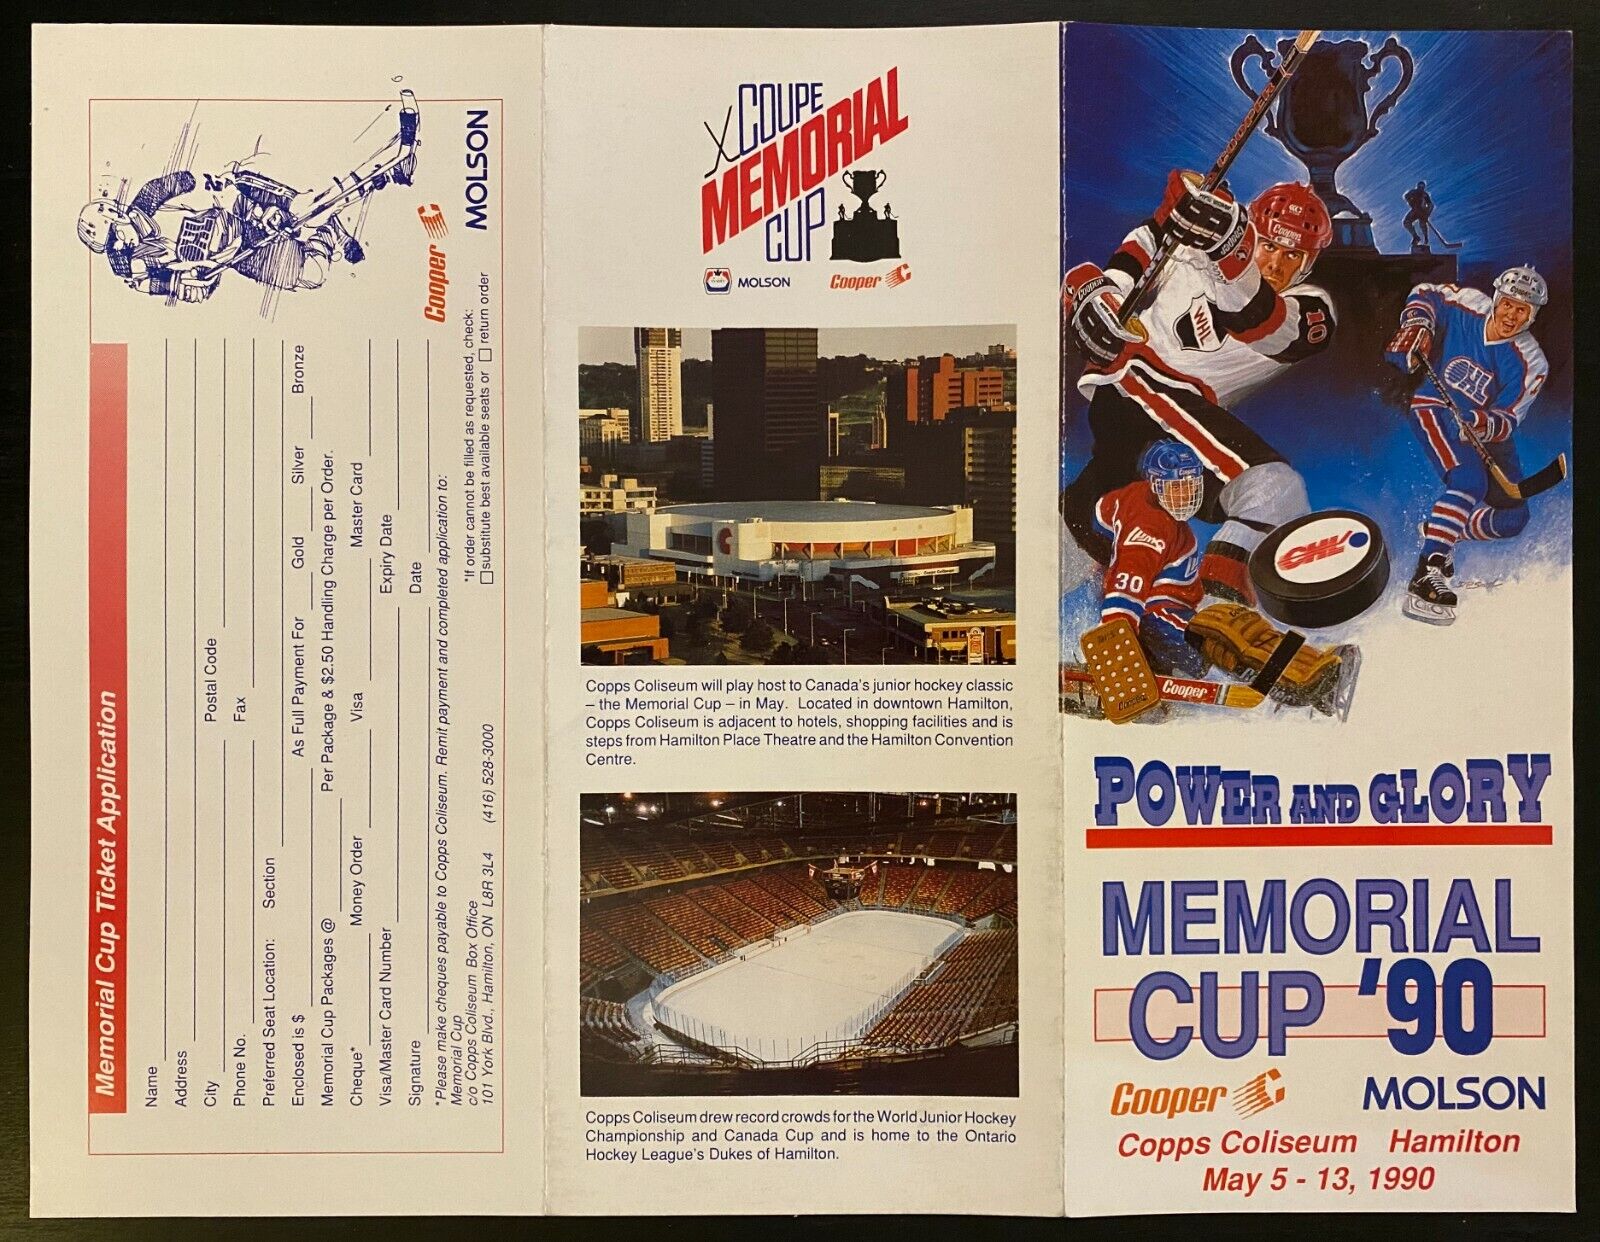 Memorial Cup Ticket Application
Name
Address
City Postal Code
Phone No. Fax
Preferred Seat Location: Section
Enclosed is $ As Full Payment For Gold Silver Bronze
Memorial Cup Packages @ Per Package & $2.50 Handling Charge per Order.
Cheque* Money Order Visa Master Card
Visa/Master Card Number Expiry Date
Signature Date
*Please make cheques payable to Copps Coliseum. Remit payment and completed application to:
Memorial Cup
c/o Copps Coliseum Box Office
101 York Blvd., Hamilton, ON L8R 3L4 (416) 528-3000
*If order cannot be filled as requested, check:
substitute best available seats or return order
Cooper
MOLSON
COUPE
MEMORIAL
CUP
MOLSON Cooper
Copps Coliseum
Copps Coliseum will play host to Canada's junior hockey classic
– the Memorial Cup – in May. Located in downtown Hamilton,
Copps Coliseum is adjacent to hotels, shopping facilities and is
steps from Hamilton Place Theatre and the Hamilton Convention
Centre.
Copps Coliseum drew record crowds for the World Junior Hockey
Championship and Canada Cup and is home to the Ontario
Hockey League's Dukes of Hamilton.
COOPER
Cooper
Cooper
WHL
10
Cooper
OHL
7
Cooper
LHJMQ
30
CHL
Cooper
POWER AND GLORY
MEMORIAL
CUP '90
Cooper MOLSON
Copps Coliseum Hamilton
May 5 - 13, 1990